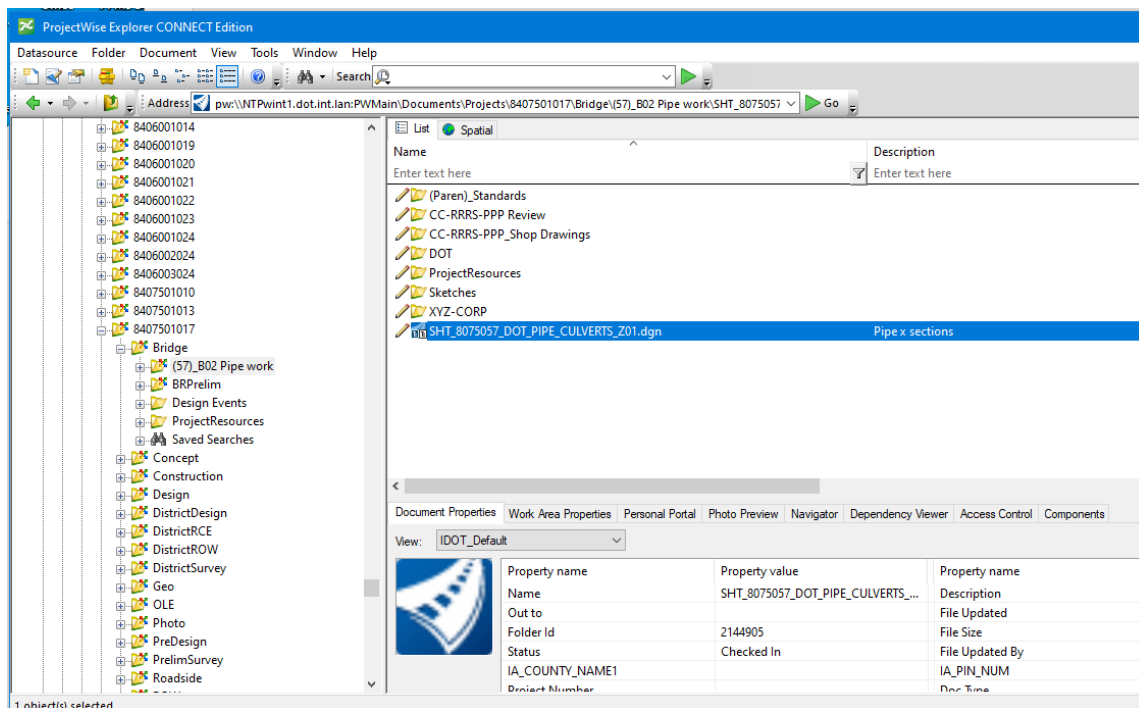 ProjectWise Explorer CONNECT Edition
Datasource Folder Document View Tools Window Help
Search
Address pw:\\NTPwint1.dot.int.lan:PWMain\Documents\Projects\8407501017\Bridge\(57)_B02 Pipe work\SHT_8075057 Go
8406001014
8406001019
8406001020
8406001021
8406001022
8406001023
8406001024
8406002024
8406003024
8407501010
8407501013
8407501017
Bridge
(57)_B02 Pipe work
BRPrelim
Design Events
ProjectResources
Saved Searches
Concept
Construction
Design
DistrictDesign
DistrictRCE
DistrictROW
DistrictSurvey
Geo
OLE
Photo
PreDesign
PrelimSurvey
Roadside
List Spatial
Name Description
Enter text here Enter text here
(Paren)_Standards
CC-RRRS-PPP Review
CC-RRRS-PPP_Shop Drawings
DOT
ProjectResources
Sketches
XYZ-CORP
SHT_8075057_DOT_PIPE_CULVERTS_Z01.dgn Pipe x sections
Document Properties Work Area Properties Personal Portal Photo Preview Navigator Dependency Viewer Access Control Components
View: IDOT_Default
Property name Property value Property name
Name SHT_8075057_DOT_PIPE_CULVERTS_... Description
Out to File Updated
Folder Id 2144905 File Size
Status Checked In File Updated By
IA_COUNTY_NAME1 IA_PIN_NUM
Project Number Doc Type
1 object(s) selected